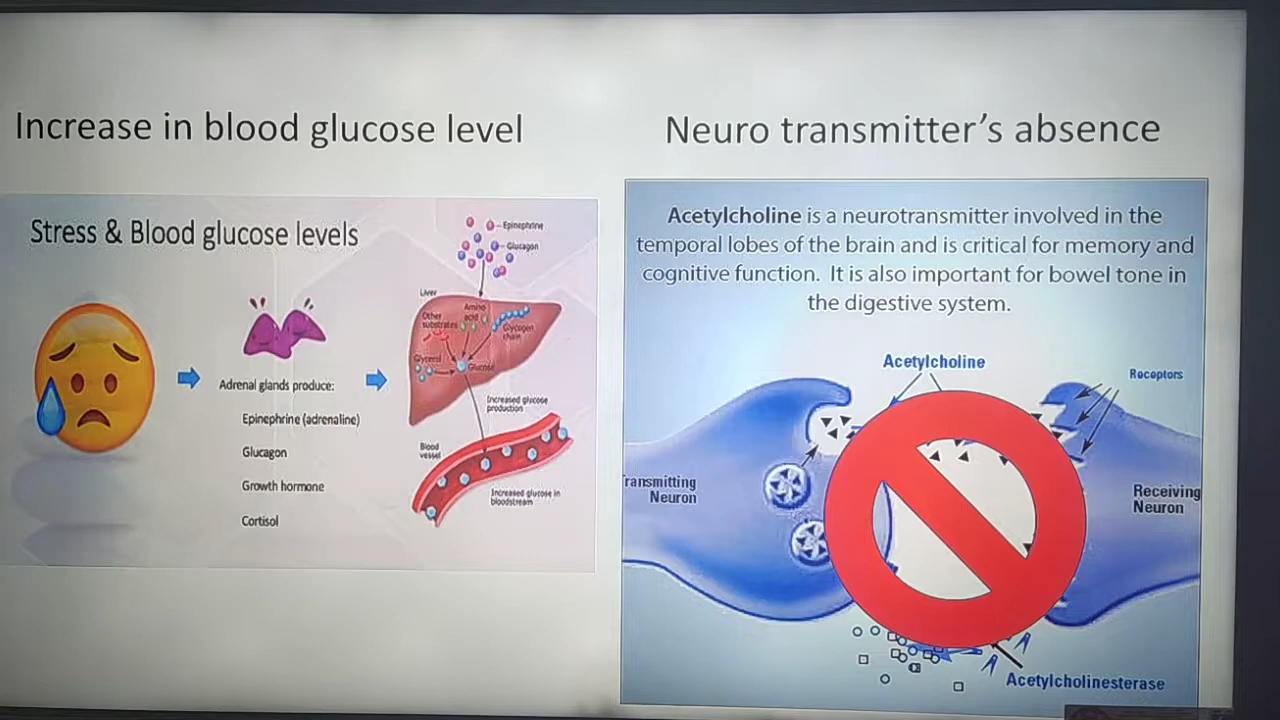 Increase in blood glucose level
Stress & Blood glucose levels
Adrenal glands produce:
Epinephrine (adrenaline)
Glucagon
Growth hormone
Cortisol
Epinephrine
Glucagon
Liver
Other
substrates
Amino
acid
Glycogen
chain
Glycerol
Glucose
Increased glucose
production
Blood
vessel
Increased glucose in
bloodstream
Neuro transmitter's absence
Acetylcholine is a neurotransmitter involved in the
temporal lobes of the brain and is critical for memory and
cognitive function. It is also important for bowel tone in
the digestive system.
Acetylcholine
Receptors
ransmitting
Neuron
Receiving
Neuron
Acetylcholinesterase